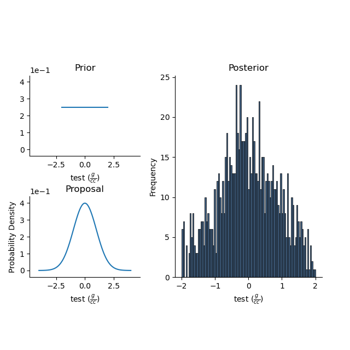 Prior
1e−1
4
3
2
1
0
−2.5 0.0 2.5
test (g/cc)
Proposal
1e−1
Probability Density
4
3
2
1
0
−2.5 0.0 2.5
test (g/cc)
Posterior
Frequency
25
20
15
10
5
0
−2 −1 0 1 2
test (g/cc)